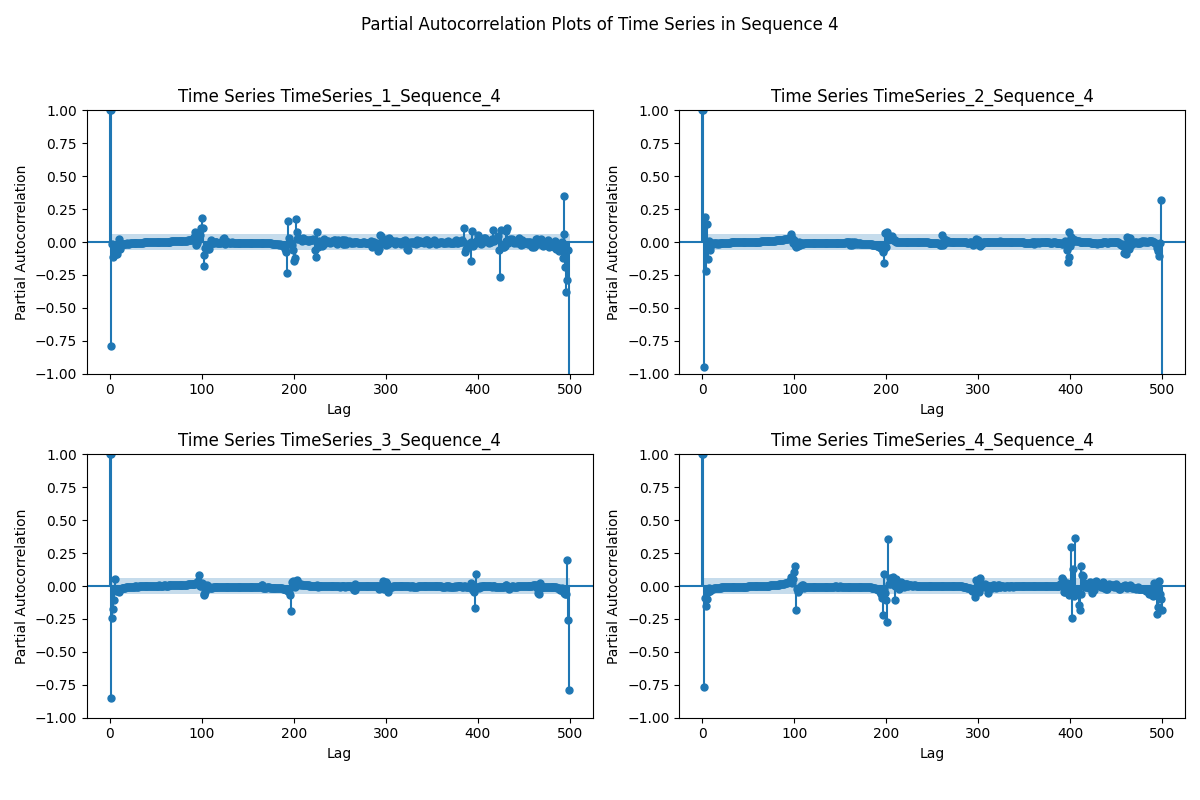 Partial Autocorrelation Plots of Time Series in Sequence 4
Time Series TimeSeries_1_Sequence_4
1.00
0.75
0.50
0.25
0.00
−0.25
−0.50
−0.75
−1.00
Partial Autocorrelation
0 100 200 300 400 500
Lag
Time Series TimeSeries_2_Sequence_4
1.00
0.75
0.50
0.25
0.00
−0.25
−0.50
−0.75
−1.00
Partial Autocorrelation
0 100 200 300 400 500
Lag
Time Series TimeSeries_3_Sequence_4
1.00
0.75
0.50
0.25
0.00
−0.25
−0.50
−0.75
−1.00
Partial Autocorrelation
0 100 200 300 400 500
Lag
Time Series TimeSeries_4_Sequence_4
1.00
0.75
0.50
0.25
0.00
−0.25
−0.50
−0.75
−1.00
Partial Autocorrelation
0 100 200 300 400 500
Lag